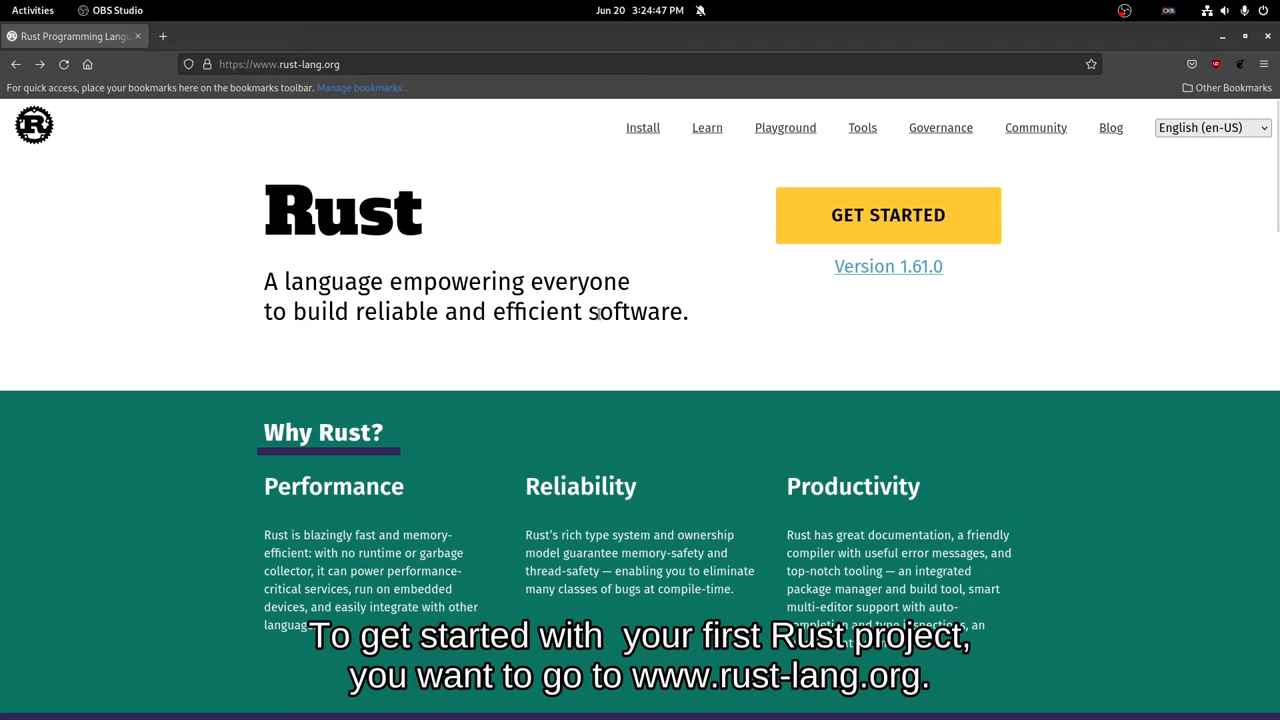 Activities
OBS Studio
Jun 20 3:24:47 PM
Rust Programming Langu
https://www.rust-lang.org
For quick access, place your bookmarks here on the bookmarks toolbar. Manage bookmarks...
Other Bookmarks
R
Install
Learn
Playground
Tools
Governance
Community
Blog
English (en-US)
Rust
GET STARTED
Version 1.61.0
A language empowering everyone
to build reliable and efficient software.
Why Rust?
Performance
Rust is blazingly fast and memory-
efficient: with no runtime or garbage
collector, it can power performance-
critical services, run on embedded
devices, and easily integrate with other
Reliability
Rust's rich type system and ownership
model guarantee memory-safety and
thread-safety — enabling you to eliminate
many classes of bugs at compile-time.
Productivity
Rust has great documentation, a friendly
compiler with useful error messages, and
top-notch tooling — an integrated
package manager and build tool, smart
multi-editor support with auto-
and type inspections, an
To get started with your first Rust project,
you want to go to www.rust-lang.org.